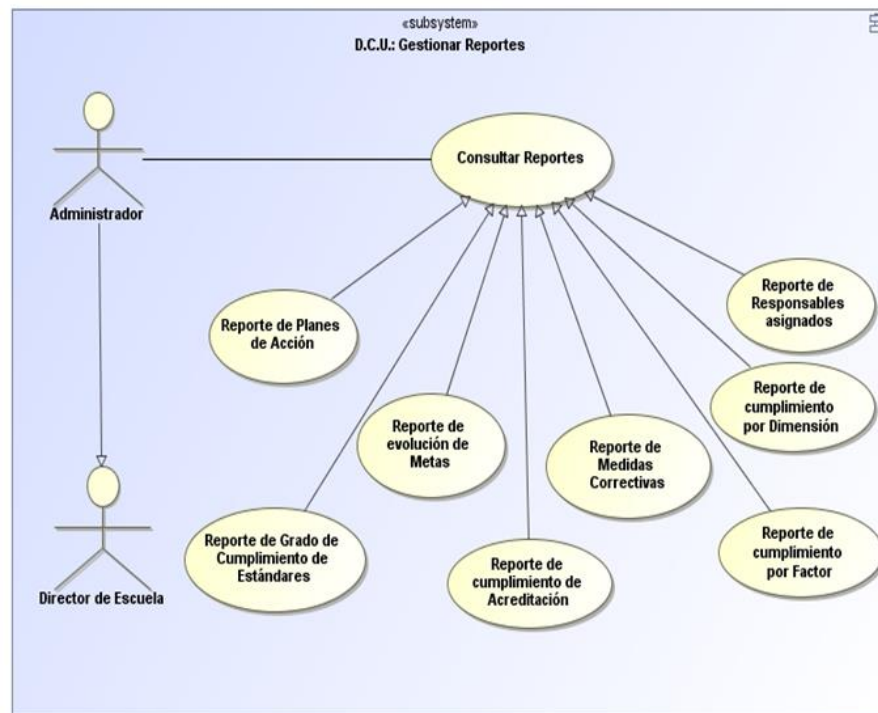 «subsystem»
D.C.U.: Gestionar Reportes
Consultar Reportes
Administrador
Reporte de
Responsables
asignados
Reporte de Planes
de Acción
Reporte de
cumplimiento
por Dimensión
Reporte de
evolución de
Metas
Reporte de
Medidas
Correctivas
Reporte de Grado de
Cumplimiento de
Estándares
Reporte de
cumplimiento
por Factor
Reporte de
cumplimiento de
Acreditación
Director de Escuela